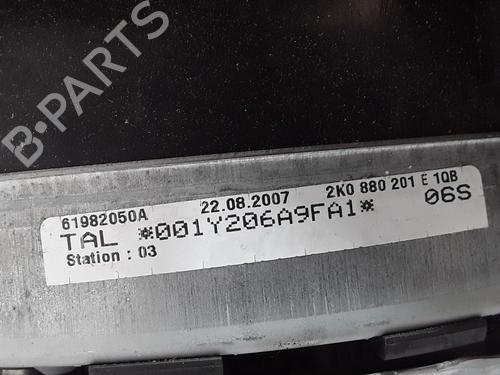 B-PARTS
61982050A 22.08.2007 2K0 880 201 E 1QB
TAL *001Y206A9FA1* 06S
Station : 03